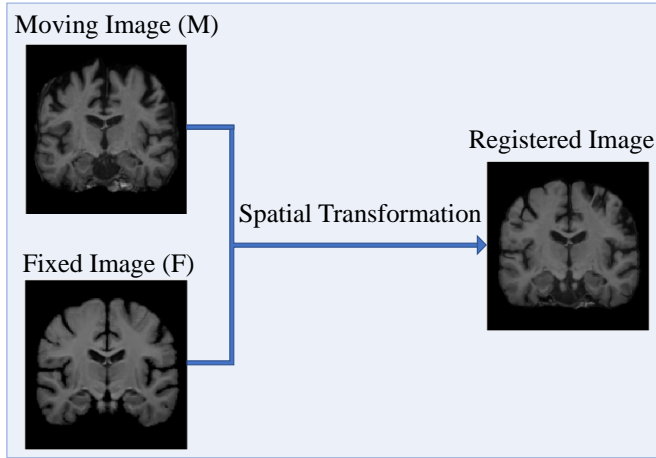 Moving Image (M)
Registered Image
Spatial Transformation
Fixed Image (F)